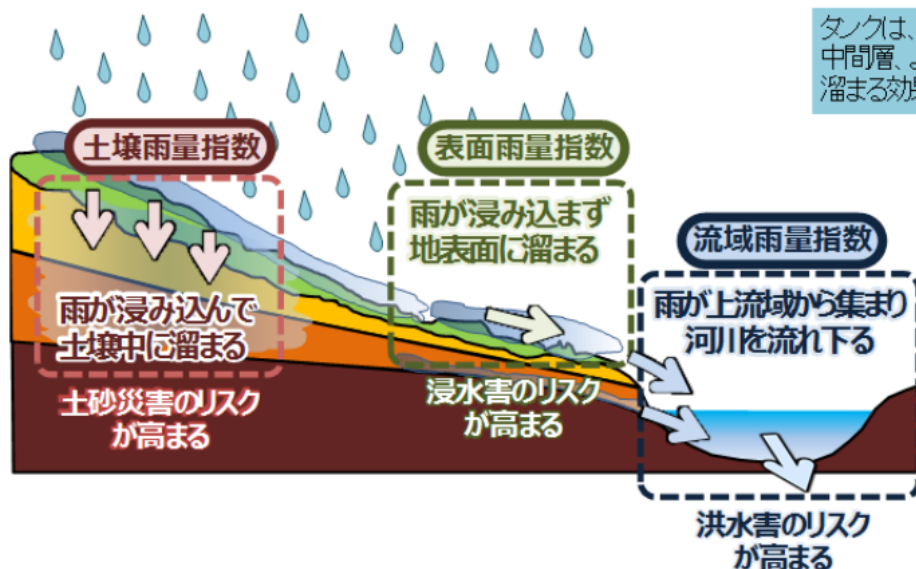 タンクは、
中間層、
溜まる効
土壌雨量指数
雨が浸み込んで
土壌中に溜まる
土砂災害のリスク
が高まる
表面雨量指数
雨が浸み込まず
地表面に溜まる
浸水害のリスク
が高まる
流域雨量指数
雨が上流域から集まり
河川を流れ下る
洪水害のリスク
が高まる